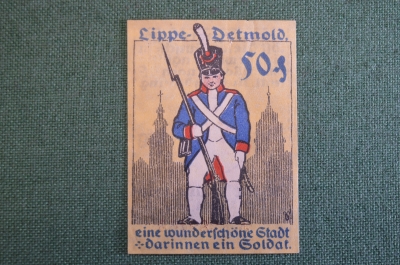 Lippe-Detmold.
50₰
eine wunderschöne Stadt
÷darinnen ein Soldat.